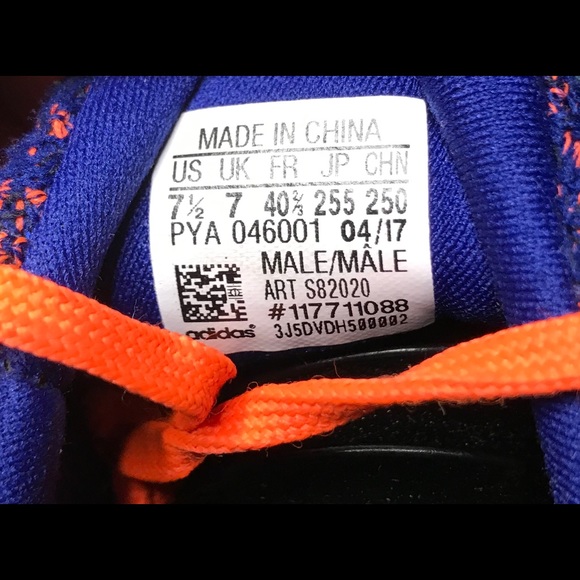 MADE IN CHINA
US UK FR JP CHN
7½ 7 40⅔ 255 250
PYA 046001 04/17
MALE/MÂLE
ART S82020
#117711088
adidas® 3J5DVDH500002